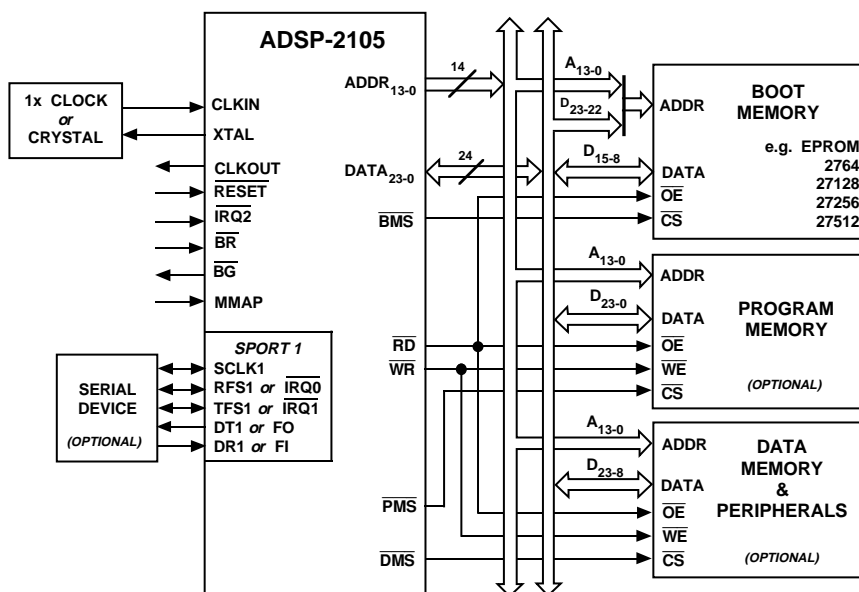 ADSP-2105
1x CLOCK
or
CRYSTAL
CLKIN
XTAL
CLKOUT
RESET
IRQ2
BR
BG
MMAP
SERIAL
DEVICE
(OPTIONAL)
SPORT 1
SCLK1
RFS1 or IRQ0
TFS1 or IRQ1
DT1 or FO
DR1 or FI
ADDR13-0
14
DATA23-0
24
BMS
RD
WR
PMS
DMS
A13-0
D23-22
D15-8
ADDR
DATA
OE
CS
BOOT
MEMORY
e.g. EPROM
2764
27128
27256
27512
A13-0
D23-0
ADDR
DATA
OE
WE
CS
PROGRAM
MEMORY
(OPTIONAL)
A13-0
D23-8
ADDR
DATA
OE
WE
CS
DATA
MEMORY
&
PERIPHERALS
(OPTIONAL)